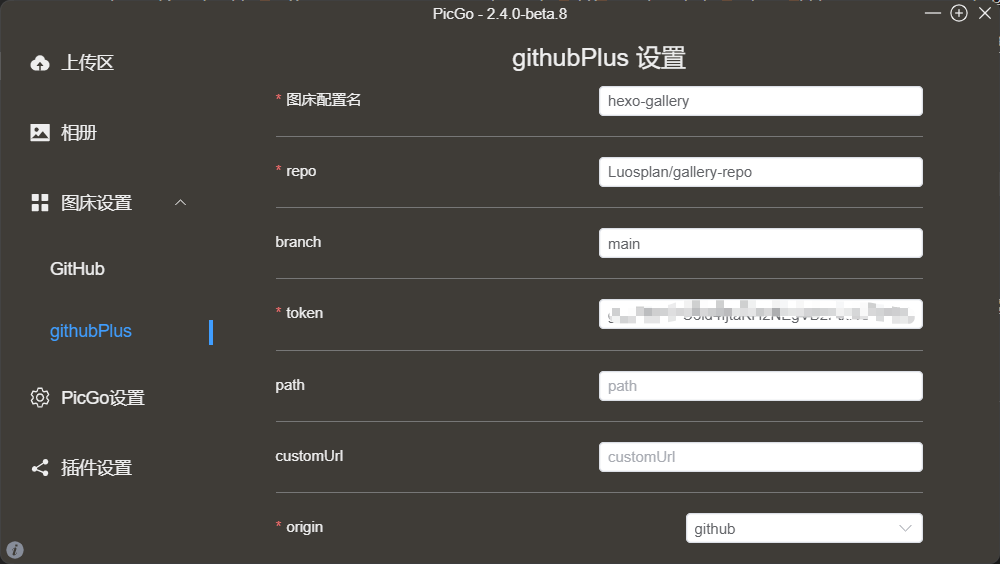 PicGo - 2.4.0-beta.8
上传区
相册
图床设置
GitHub
githubPlus
PicGo设置
插件设置
githubPlus 设置
* 图床配置名
hexo-gallery
* repo
Luosplan/gallery-repo
branch
main
* token
path
path
customUrl
customUrl
* origin
github